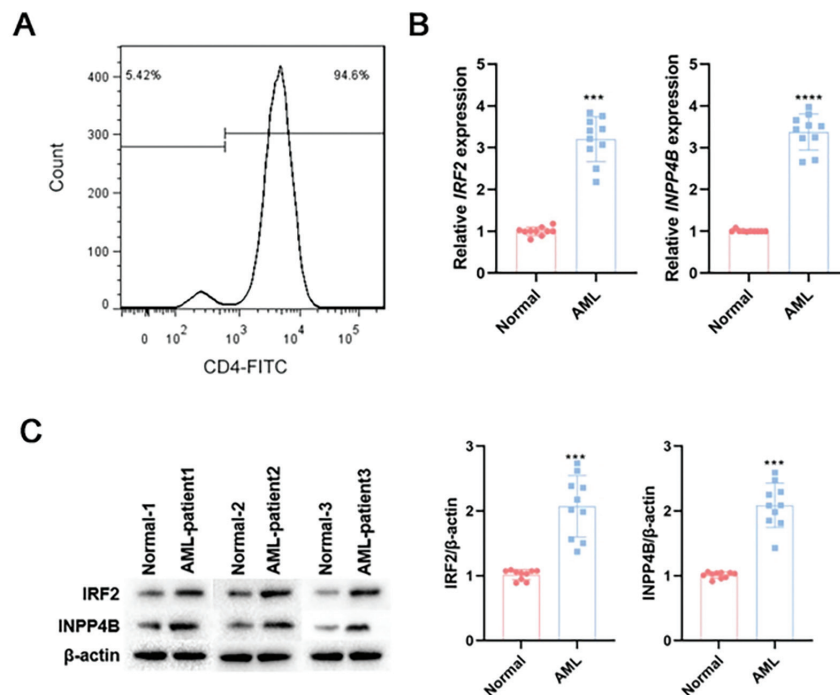 A
400
300
200
100
0
Count
5.42%
94.6%
0 10² 10³ 10⁴ 10⁵
CD4-FITC
B
Relative IRF2 expression
5
4
3
2
1
0
***
Normal
AML
Relative INPP4B expression
5
4
3
2
1
0
****
Normal
AML
C
Normal-1
AML-patient1
Normal-2
AML-patient2
Normal-3
AML-patient3
IRF2
INPP4B
β-actin
IRF2/β-actin
3
2
1
0
***
Normal
AML
INPP4B/β-actin
3
2
1
0
***
Normal
AML